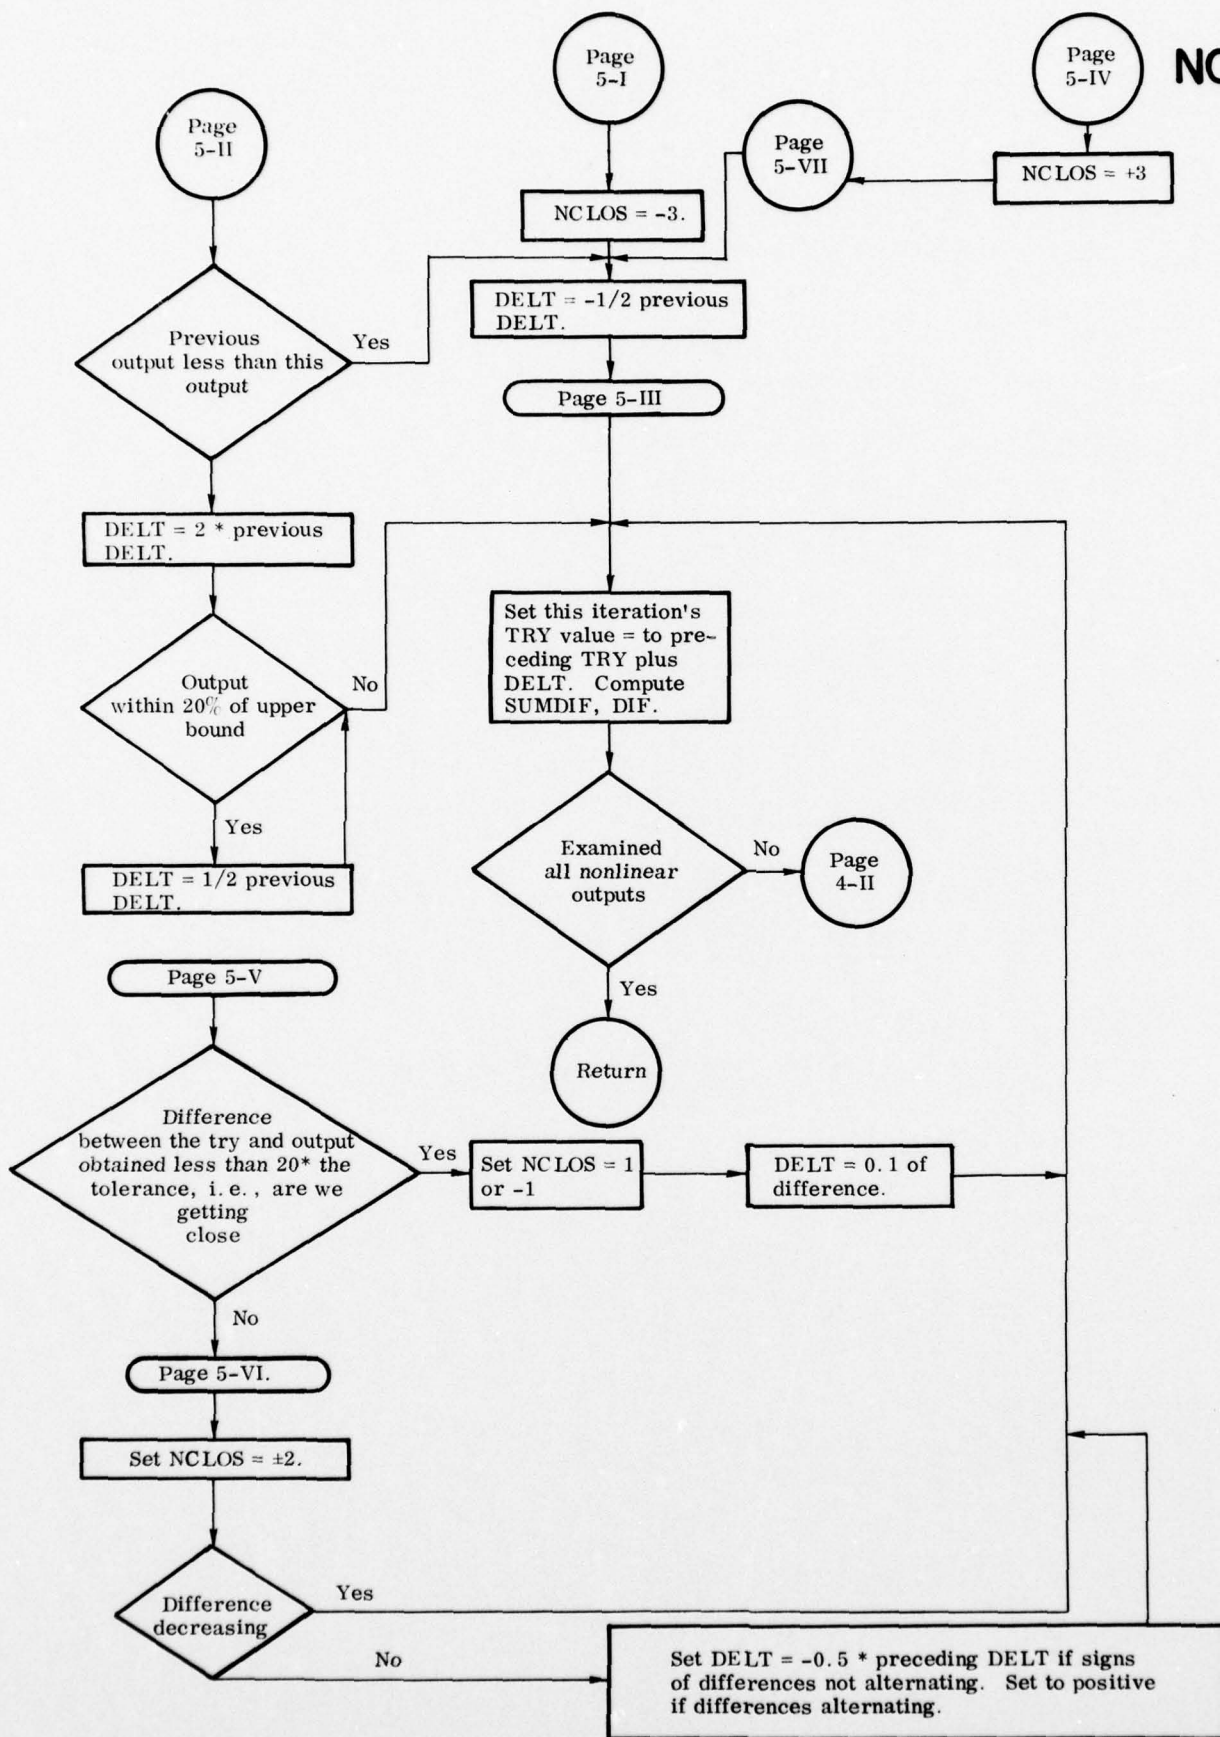 Page
5-I
Page
5-IV
NO
Page
5-II
Page
5-VII
NCLOS = +3
NCLOS = -3.
DELT = -1/2 previous
DELT.
Previous
output less than this
output
Yes
Page 5-III
DELT = 2 * previous
DELT.
Set this iteration's
TRY value = to pre-
ceding TRY plus
DELT. Compute
SUMDIF, DIF.
Output
within 20% of upper
bound
No
Yes
DELT = 1/2 previous
DELT.
Examined
all nonlinear
outputs
No
Page
4-II
Yes
Return
Page 5-V
Difference
between the try and output
obtained less than 20* the
tolerance, i.e., are we
getting
close
Yes
Set NCLOS = 1
or -1
DELT = 0.1 of
difference.
No
Page 5-VI.
Set NCLOS = ±2.
Difference
decreasing
Yes
No
Set DELT = -0.5 * preceding DELT if signs
of differences not alternating. Set to positive
if differences alternating.